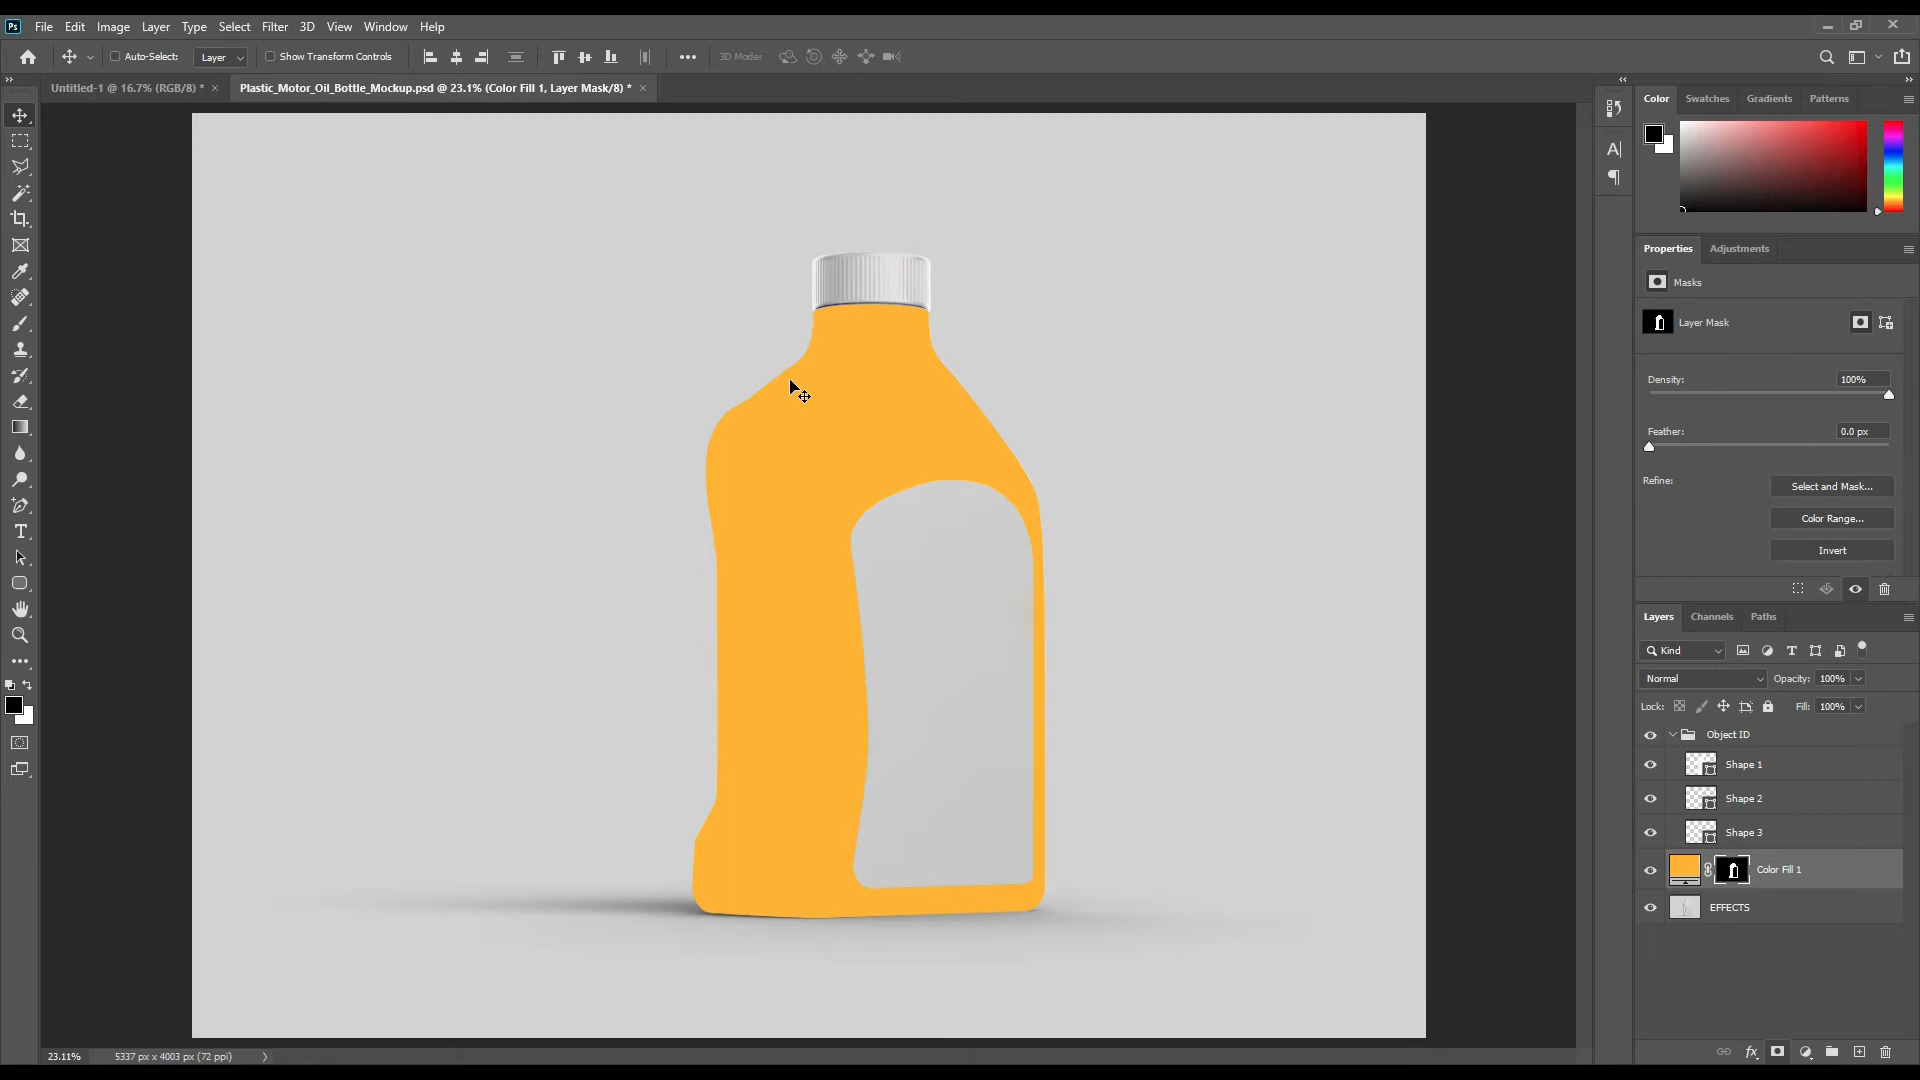 Ps File Edit Image Layer Type Select Filter 3D View Window Help
Auto-Select: Layer Show Transform Controls 3D Mode:
Untitled-1 @ 16.7% (RGB/8) * × Plastic_Motor_Oil_Bottle_Mockup.psd @ 23.1% (Color Fill 1, Layer Mask/8) * ×
Color Swatches Gradients Patterns
Properties Adjustments
Masks
Layer Mask
Density: 100%
Feather: 0.0 px
Refine: Select and Mask...
Color Range...
Invert
Layers Channels Paths
Kind
Normal Opacity: 100%
Lock: Fill: 100%
Object ID
Shape 1
Shape 2
Shape 3
Color Fill 1
EFFECTS
23.11% 5337 px x 4003 px (72 ppi)